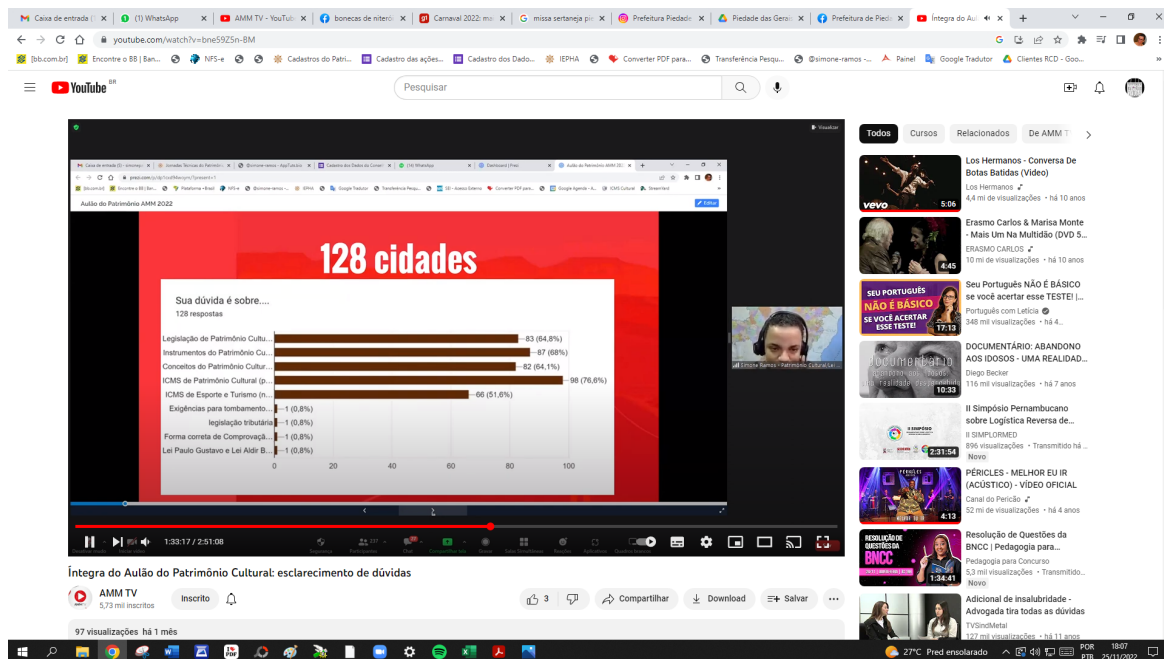 Caixa de entrada (
(1) WhatsApp
AMM TV - YouTub
bonecas de niteró
Carnaval 2022: ma
missa sertaneja pie
Prefeitura Piedade
Piedade das Gerais
Prefeitura de Pieda
Íntegra do Aul
youtube.com/watch?v=bneS9Z5n-BM
[bb.com.br]
Encontre o BB | Ban...
NFS-e
Cadastros do Patri...
Cadastro das ações...
Cadastro dos Dado...
IEPHA
Converter PDF para...
Transferência Pesqu...
@simone-ramos -...
Painel
Google Tradutor
Clientes RCD - Goo...
YouTube BR
Pesquisar
Visualizar
Aulão do Patrimônio AMM 2022
Editar
128 cidades
Sua dúvida é sobre....
128 respostas
Legislação de Patrimônio Cultu... 83 (64,8%)
Instrumentos do Patrimônio Cu... 87 (68%)
Conceitos do Patrimônio Cultur... 82 (64,1%)
ICMS de Patrimônio Cultural (p... 98 (76,6%)
ICMS de Esporte e Turismo (n... 66 (51,6%)
Exigências para tombamento... 1 (0,8%)
legislação tributária 1 (0,8%)
Forma correta de Comprovaçã... 1 (0,8%)
Lei Paulo Gustavo e Lei Aldir B... 1 (0,8%)
0 20 40 60 80 100
Simone Ramos - Patrimônio Cultural/Lei...
1:33:17 / 2:51:08
Íntegra do Aulão do Patrimônio Cultural: esclarecimento de dúvidas
AMM TV
5,73 mil inscritos
Inscrito
3
Compartilhar
Download
Salvar
97 visualizações há 1 mês
Todos
Cursos
Relacionados
De AMM T
vevo
5:06
Los Hermanos - Conversa De
Botas Batidas (Video)
Los Hermanos
4,4 mi de visualizações • há 10 anos
4:45
Erasmo Carlos & Marisa Monte
- Mais Um Na Multidão (DVD 5...
ERASMO CARLOS
10 mi de visualizações • há 10 anos
SEU PORTUGUÊS
NÃO É BÁSICO
SE VOCÊ ACERTAR
ESSE TESTE!
17:13
Seu Português NÃO É BÁSICO
se você acertar esse TESTE! |...
Português com Letícia
348 mil visualizações • há 4...
10:33
DOCUMENTÁRIO: ABANDONO
AOS IDOSOS - UMA REALIDAD...
Diego Becker
116 mil visualizações • há 7 anos
II SIMPÓSIO
2:31:54
II Simpósio Pernambucano
sobre Logística Reversa de...
II SIMPLORMED
896 visualizações • Transmitido há ...
Novo
PÉRICLES
4:13
PÉRICLES - MELHOR EU IR
(ACÚSTICO) - VÍDEO OFICIAL
Canal do Pericão
52 mi de visualizações • há 4 anos
RESOLUÇÃO DE
QUESTÕES DA
BNCC
1:34:41
Resolução de Questões da
BNCC | Pedagogia para...
Pedagogia para Concurso
5,3 mil visualizações • Transmitido...
Novo
Adicional de insalubridade -
Advogada tira todas as dúvidas
TVSindMetal
127 mil visualizações • há 11 anos
27°C Pred ensolarado
POR
PTB
18:07
25/11/2022